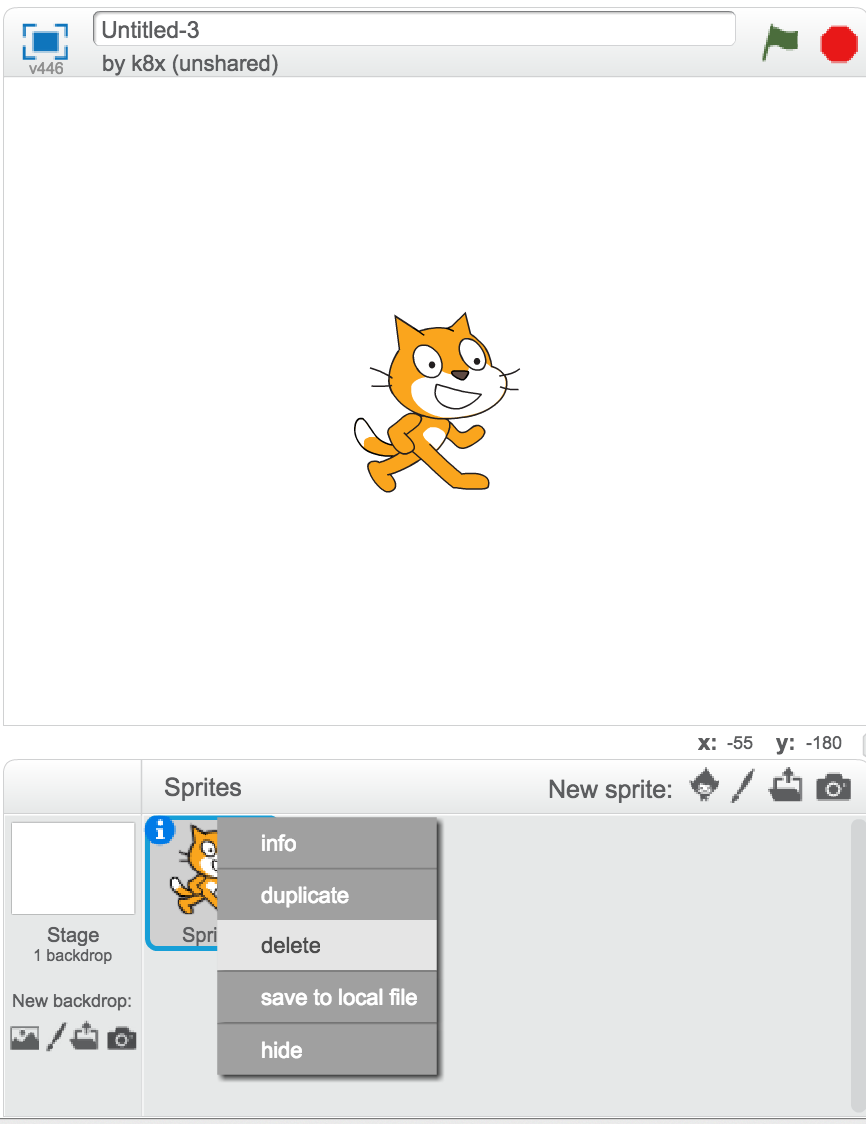 Untitled-3
v446
by k8x (unshared)
x: -55 y: -180
Sprites
New sprite:
info
duplicate
Stage
Spri
delete
1 backdrop
save to local file
New backdrop:
hide